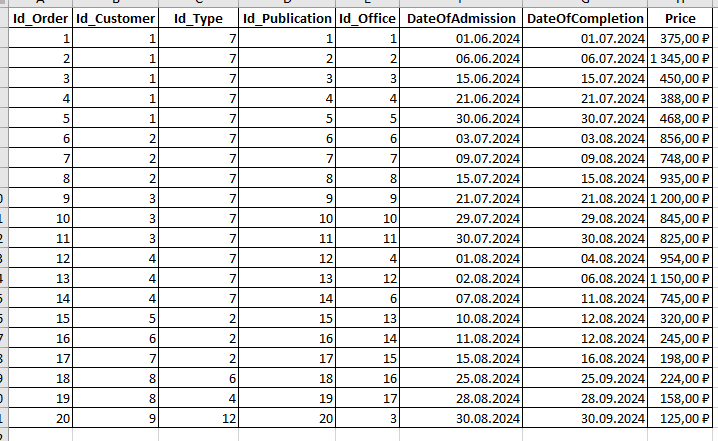 Id_Order Id_Customer Id_Type Id_Publication Id_Office DateOfAdmission DateOfCompletion Price
1 1 7 1 1 01.06.2024 01.07.2024 375,00 ₽
2 1 7 2 2 06.06.2024 06.07.2024 1 345,00 ₽
3 1 7 3 3 15.06.2024 15.07.2024 450,00 ₽
4 1 7 4 4 21.06.2024 21.07.2024 388,00 ₽
5 1 7 5 5 30.06.2024 30.07.2024 468,00 ₽
6 2 7 6 6 03.07.2024 03.08.2024 856,00 ₽
7 2 7 7 7 09.07.2024 09.08.2024 748,00 ₽
8 2 7 8 8 15.07.2024 15.08.2024 935,00 ₽
9 3 7 9 9 21.07.2024 21.08.2024 1 200,00 ₽
10 3 7 10 10 29.07.2024 29.08.2024 845,00 ₽
11 3 7 11 11 30.07.2024 30.08.2024 825,00 ₽
12 4 7 12 4 01.08.2024 04.08.2024 954,00 ₽
13 4 7 13 12 02.08.2024 06.08.2024 1 150,00 ₽
14 4 7 14 6 07.08.2024 11.08.2024 745,00 ₽
15 5 2 15 13 10.08.2024 12.08.2024 320,00 ₽
16 6 2 16 14 11.08.2024 12.08.2024 245,00 ₽
17 7 2 17 15 15.08.2024 16.08.2024 198,00 ₽
18 8 6 18 16 25.08.2024 25.09.2024 224,00 ₽
19 8 4 19 17 28.08.2024 28.09.2024 158,00 ₽
20 9 12 20 3 30.08.2024 30.09.2024 125,00 ₽